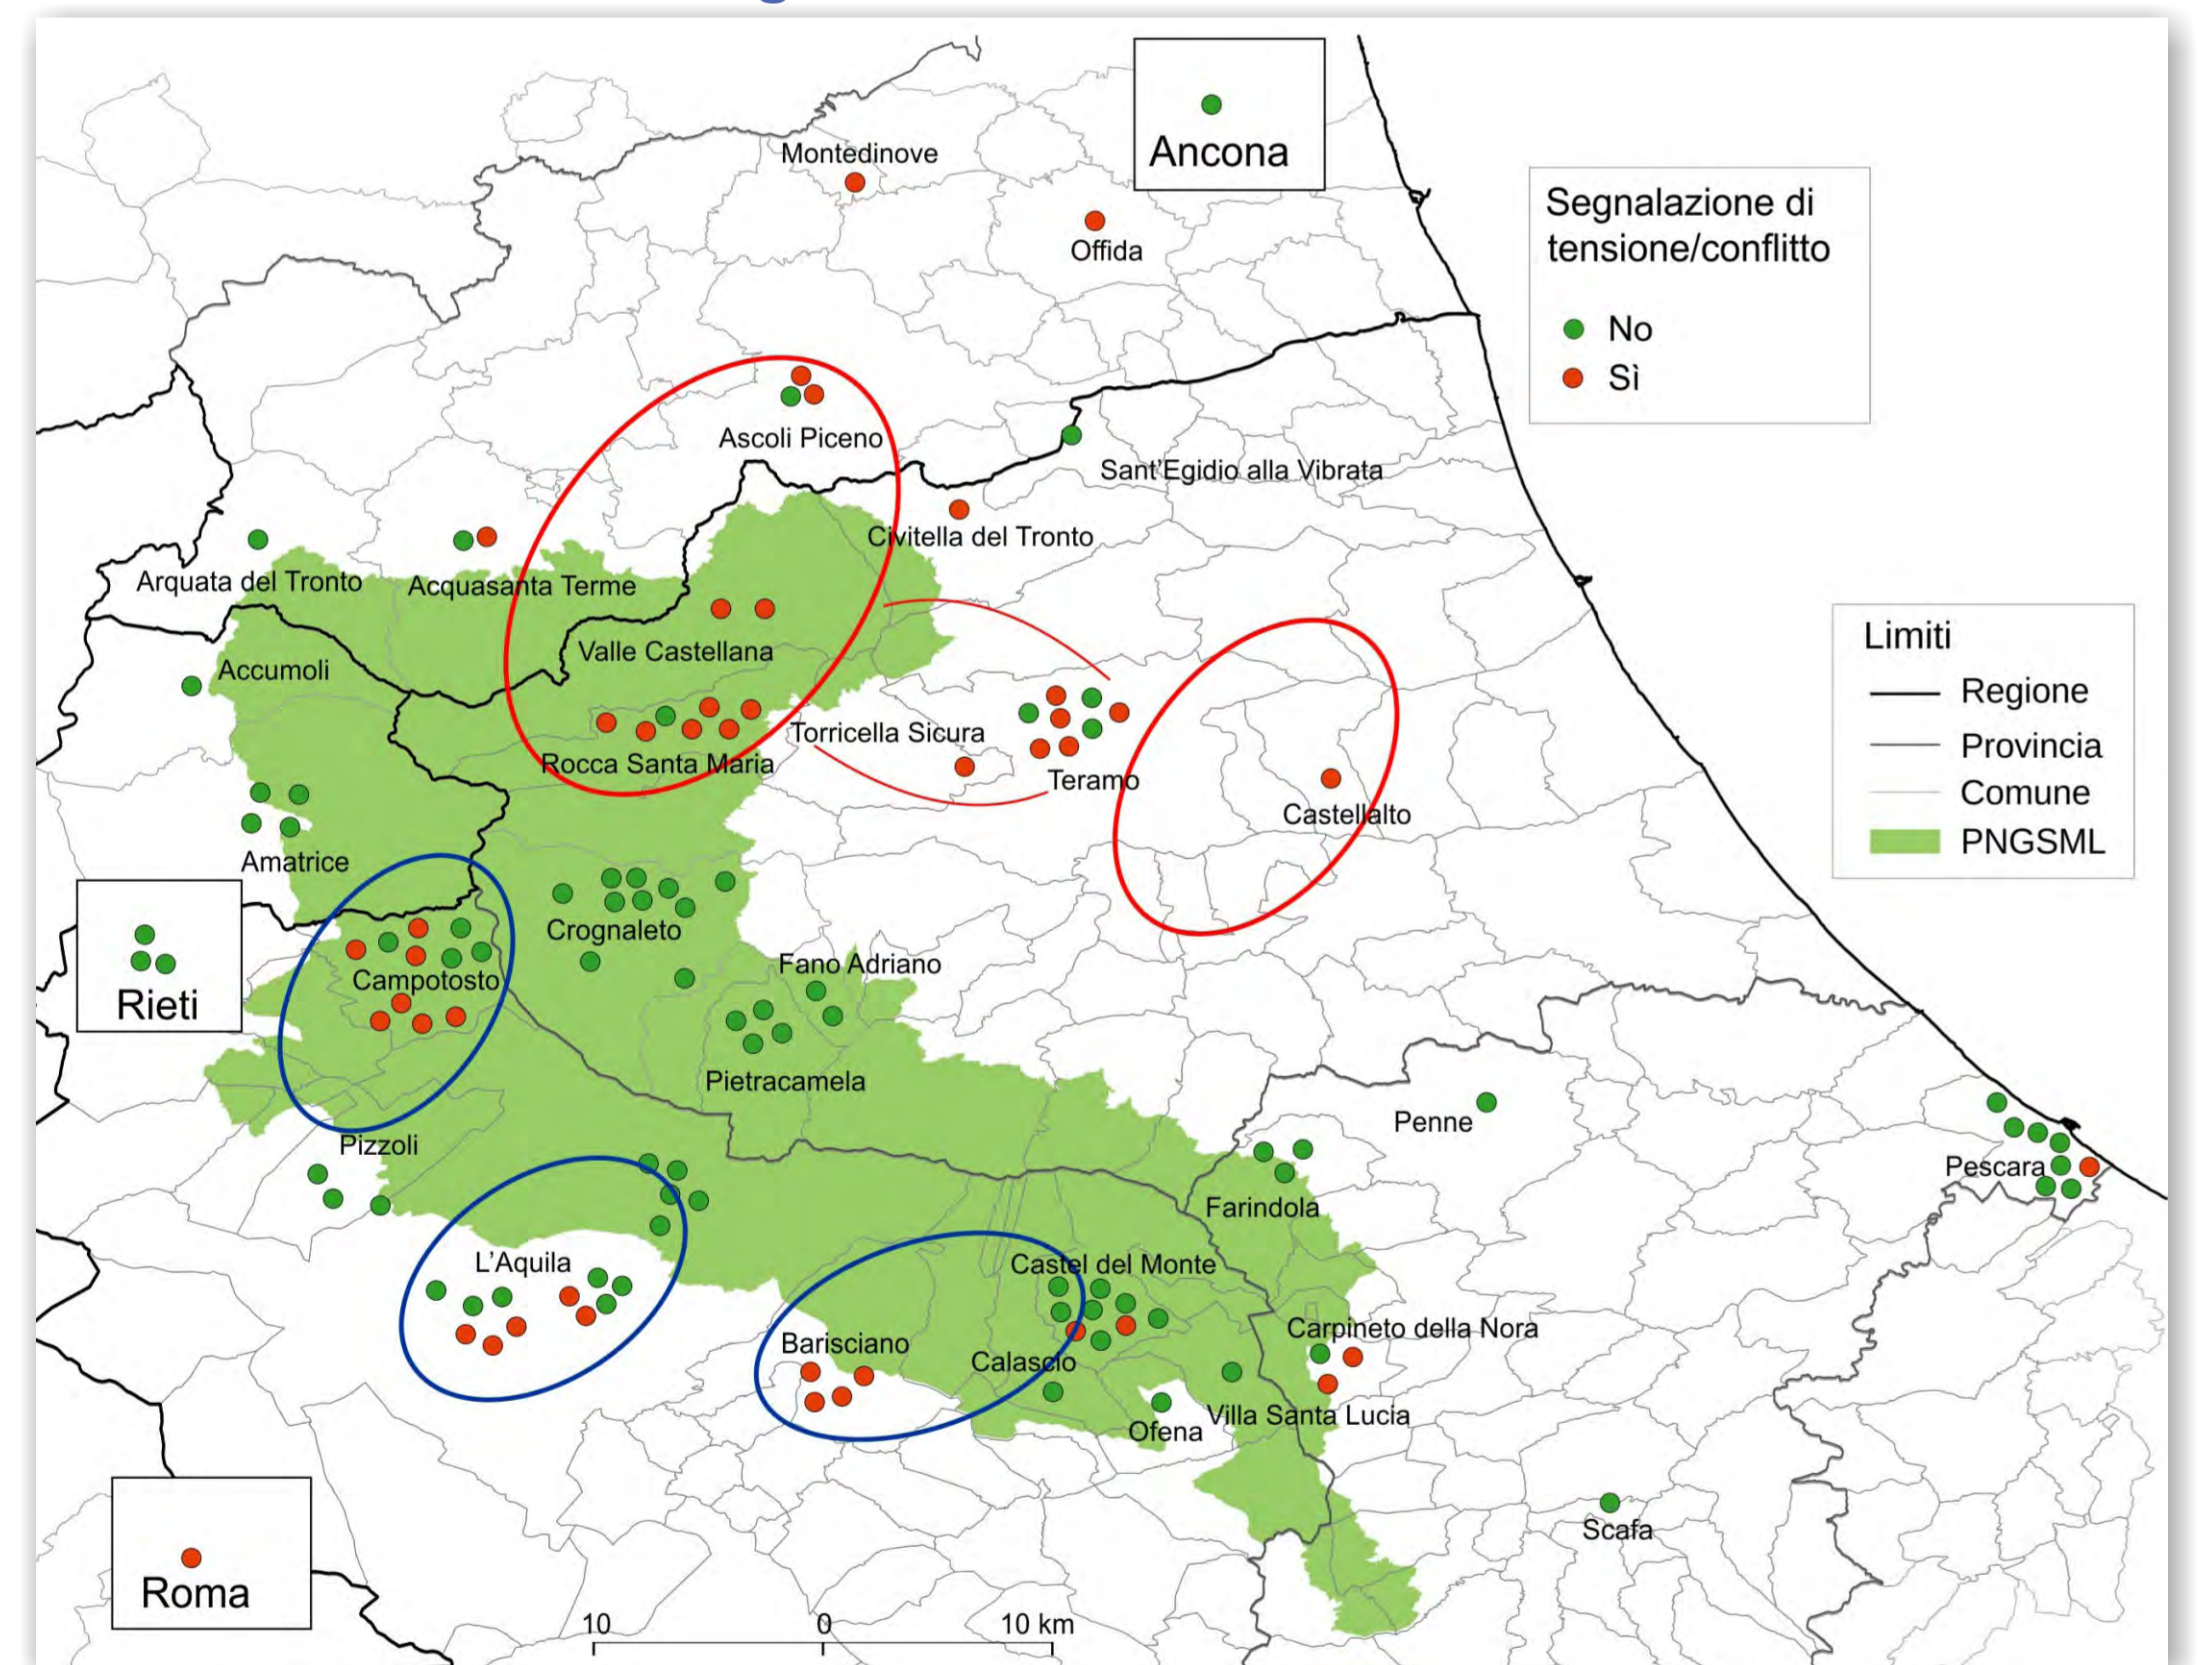 Ancona
Montedinove
Offida
Segnalazione di
tensione/conflitto
No
Sì
Ascoli Piceno
Sant'Egidio alla Vibrata
Civitella del Tronto
Arquata del Tronto
Acquasanta Terme
Valle Castellana
Accumoli
Limiti
Regione
Provincia
Comune
PNGSML
Torricella Sicura
Rocca Santa Maria
Teramo
Castellalto
Amatrice
Crognaleto
Campotosto
Fano Adriano
Rieti
Pietracamela
Penne
Pizzoli
Pescara
Farindola
L'Aquila
Castel del Monte
Carpineto della Nora
Barisciano
Calascio
Villa Santa Lucia
Ofena
Scafa
Roma
10 0 10 km